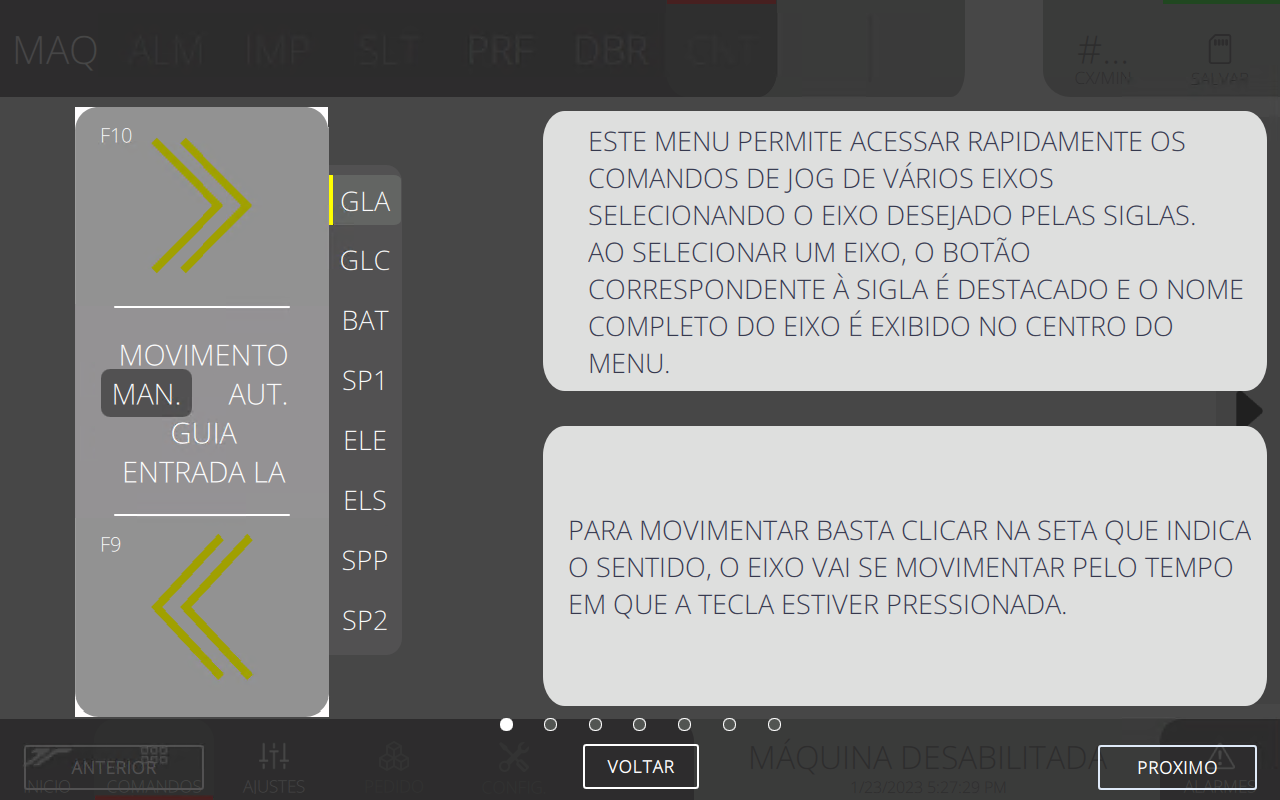 MAQ ALM IMP SLT PRF DBR CNT
#...
CX/MIN SALVAR
F10
MOVIMENTO
MAN. AUT.
GUIA
ENTRADA LA
F9
GLA
GLC
BAT
SP1
ELE
ELS
SPP
SP2
ESTE MENU PERMITE ACESSAR RAPIDAMENTE OS
COMANDOS DE JOG DE VÁRIOS EIXOS
SELECIONANDO O EIXO DESEJADO PELAS SIGLAS.
AO SELECIONAR UM EIXO, O BOTÃO
CORRESPONDENTE À SIGLA É DESTACADO E O NOME
COMPLETO DO EIXO É EXIBIDO NO CENTRO DO
MENU.
PARA MOVIMENTAR BASTA CLICAR NA SETA QUE INDICA
O SENTIDO, O EIXO VAI SE MOVIMENTAR PELO TEMPO
EM QUE A TECLA ESTIVER PRESSIONADA.
ANTERIOR
VOLTAR
PROXIMO
INICIO COMANDOS AJUSTES PEDIDO CONFIG
MÁQUINA DESABILITADA
1/23/2023 5:27:29 PM
ALARMES